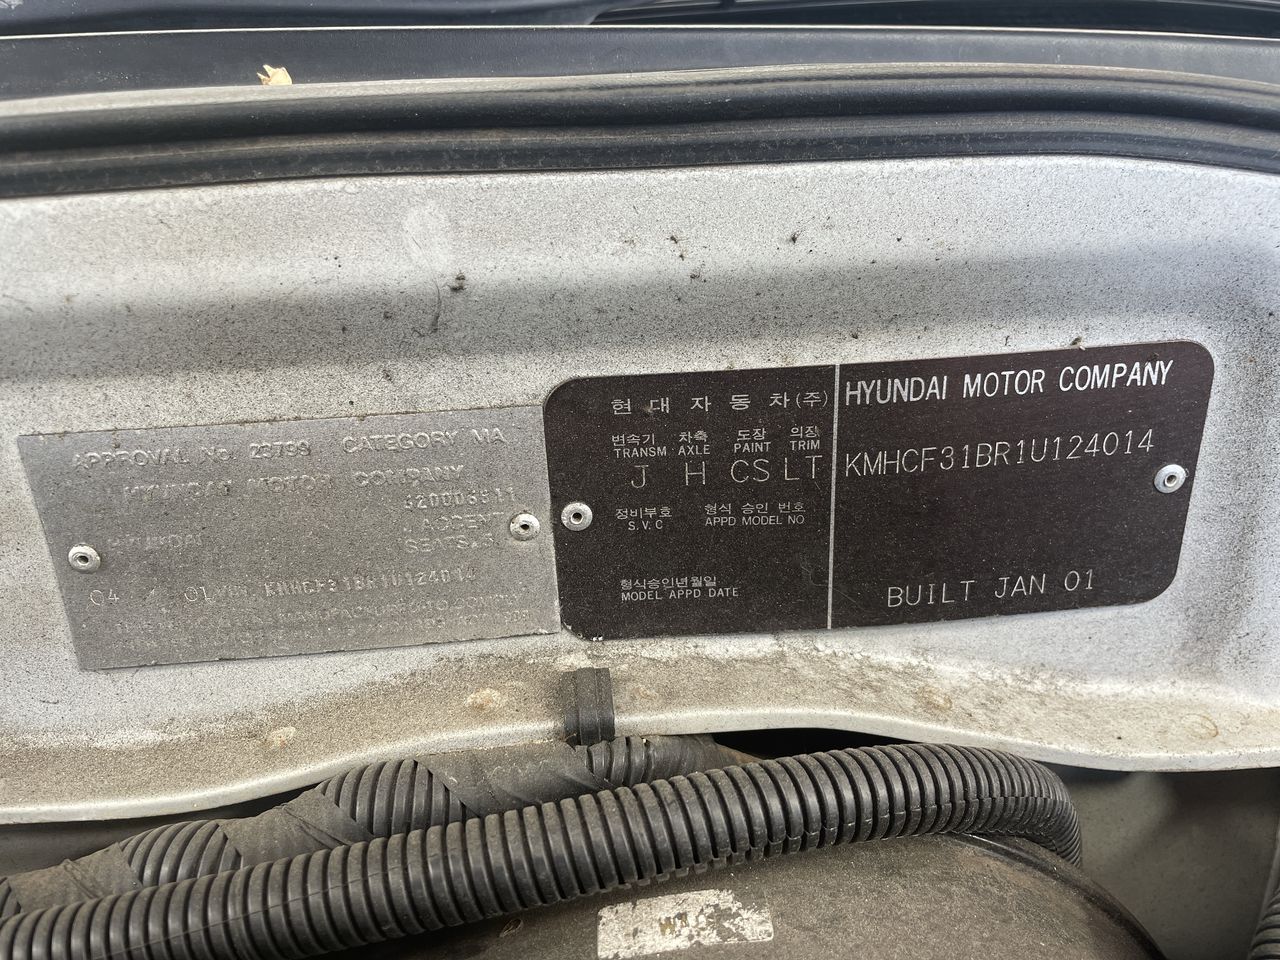 APPROVAL No. 23799 CATEGORY MA
HYUNDAI MOTOR COMPANY
ACCENT
HYUNDAI
SEATS:5
04 01 KMHCF31BR1U124014
현대자동차(주)
변속기 차축 도장 의장
TRANSM AXLE PAINT TRIM
J H CS LT
정비부호 형식 승인 번호
S.V.C APPD MODEL NO
형식승인년월일
MODEL APPD DATE
HYUNDAI MOTOR COMPANY
KMHCF31BR1U124014
BUILT JAN 01